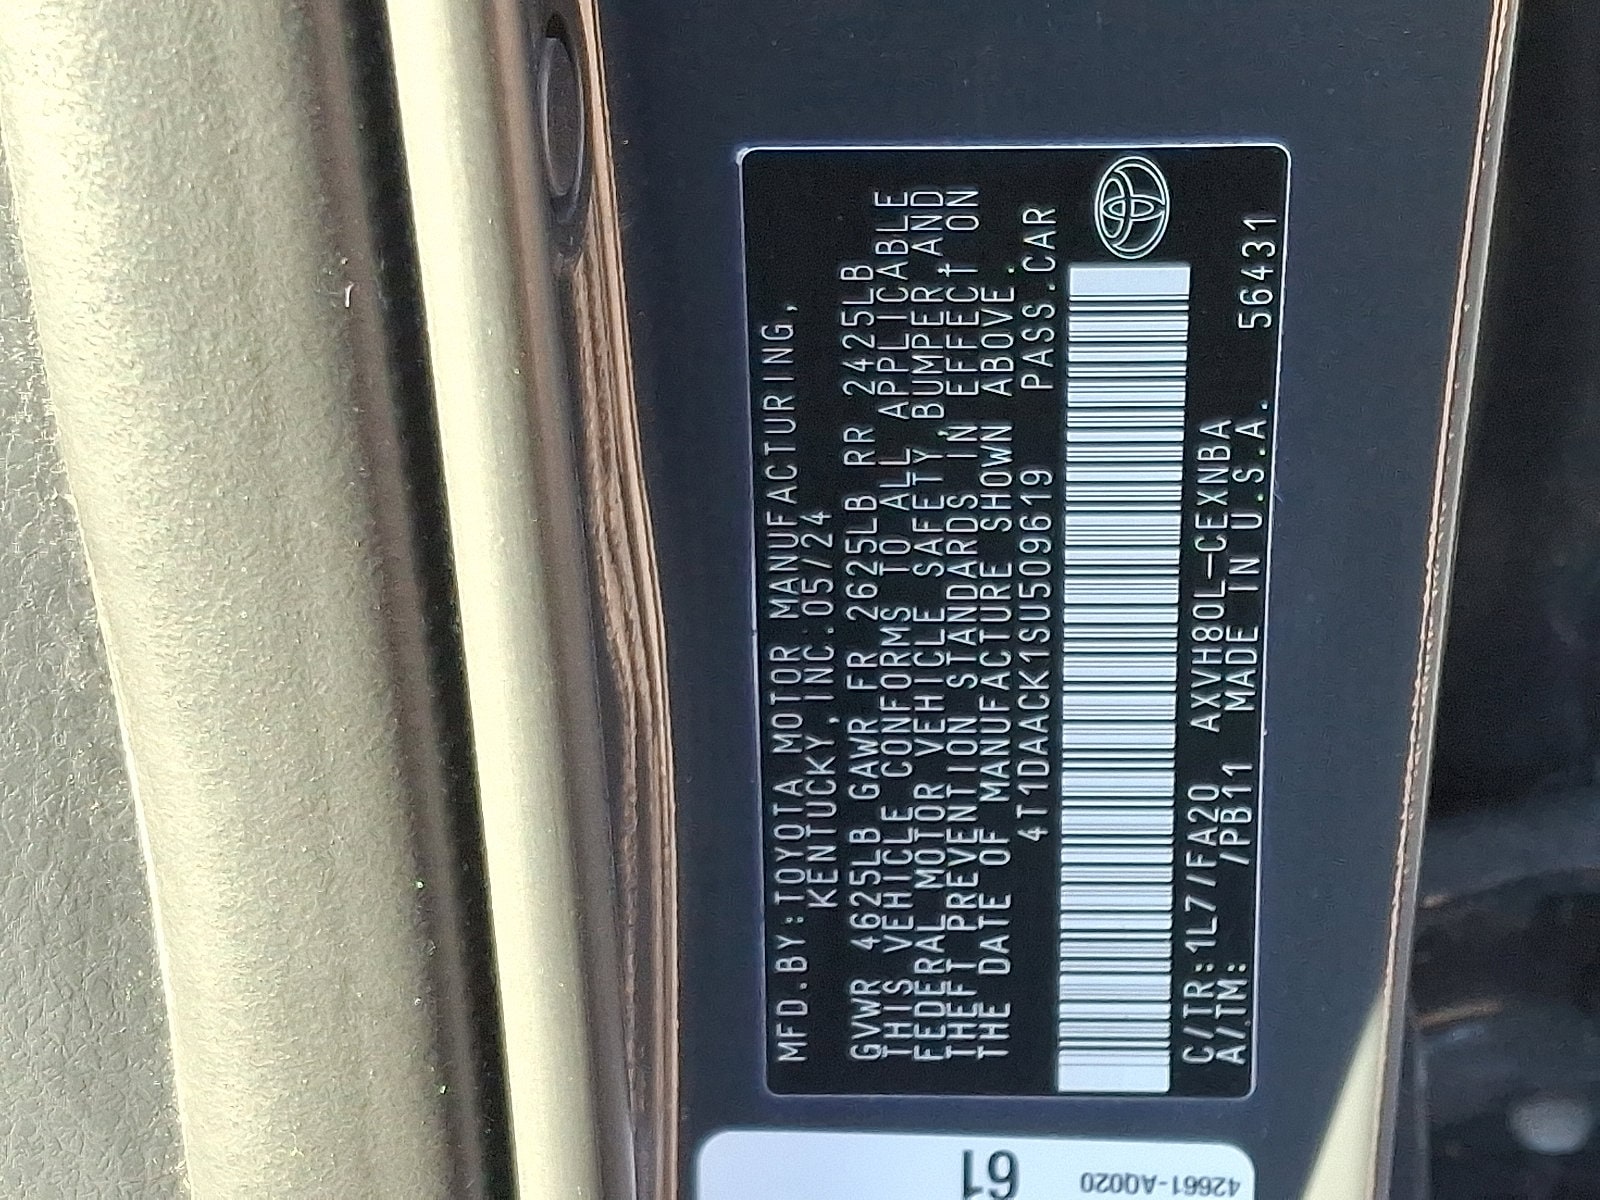 MFD.BY:TOYOTA MOTOR MANUFACTURING,
KENTUCKY,INC.05/24
GVWR 4625LB GAWR FR 2625LB RR 2425LB
THIS VEHICLE CONFORMS TO ALL APPLICABLE
FEDERAL MOTOR VEHICLE SAFETY,BUMPER,AND
THEFT PREVENTION STANDARDS IN EFFECT ON
THE DATE OF MANUFACTURE SHOWN ABOVE.
4T1DAACK1SU509619 PASS.CAR
C/TR:1L7/FA20 AXVH80L-CEXNBA
A/TM: /PB11 MADE IN U.S.A. 56431
61
42661-AQ020